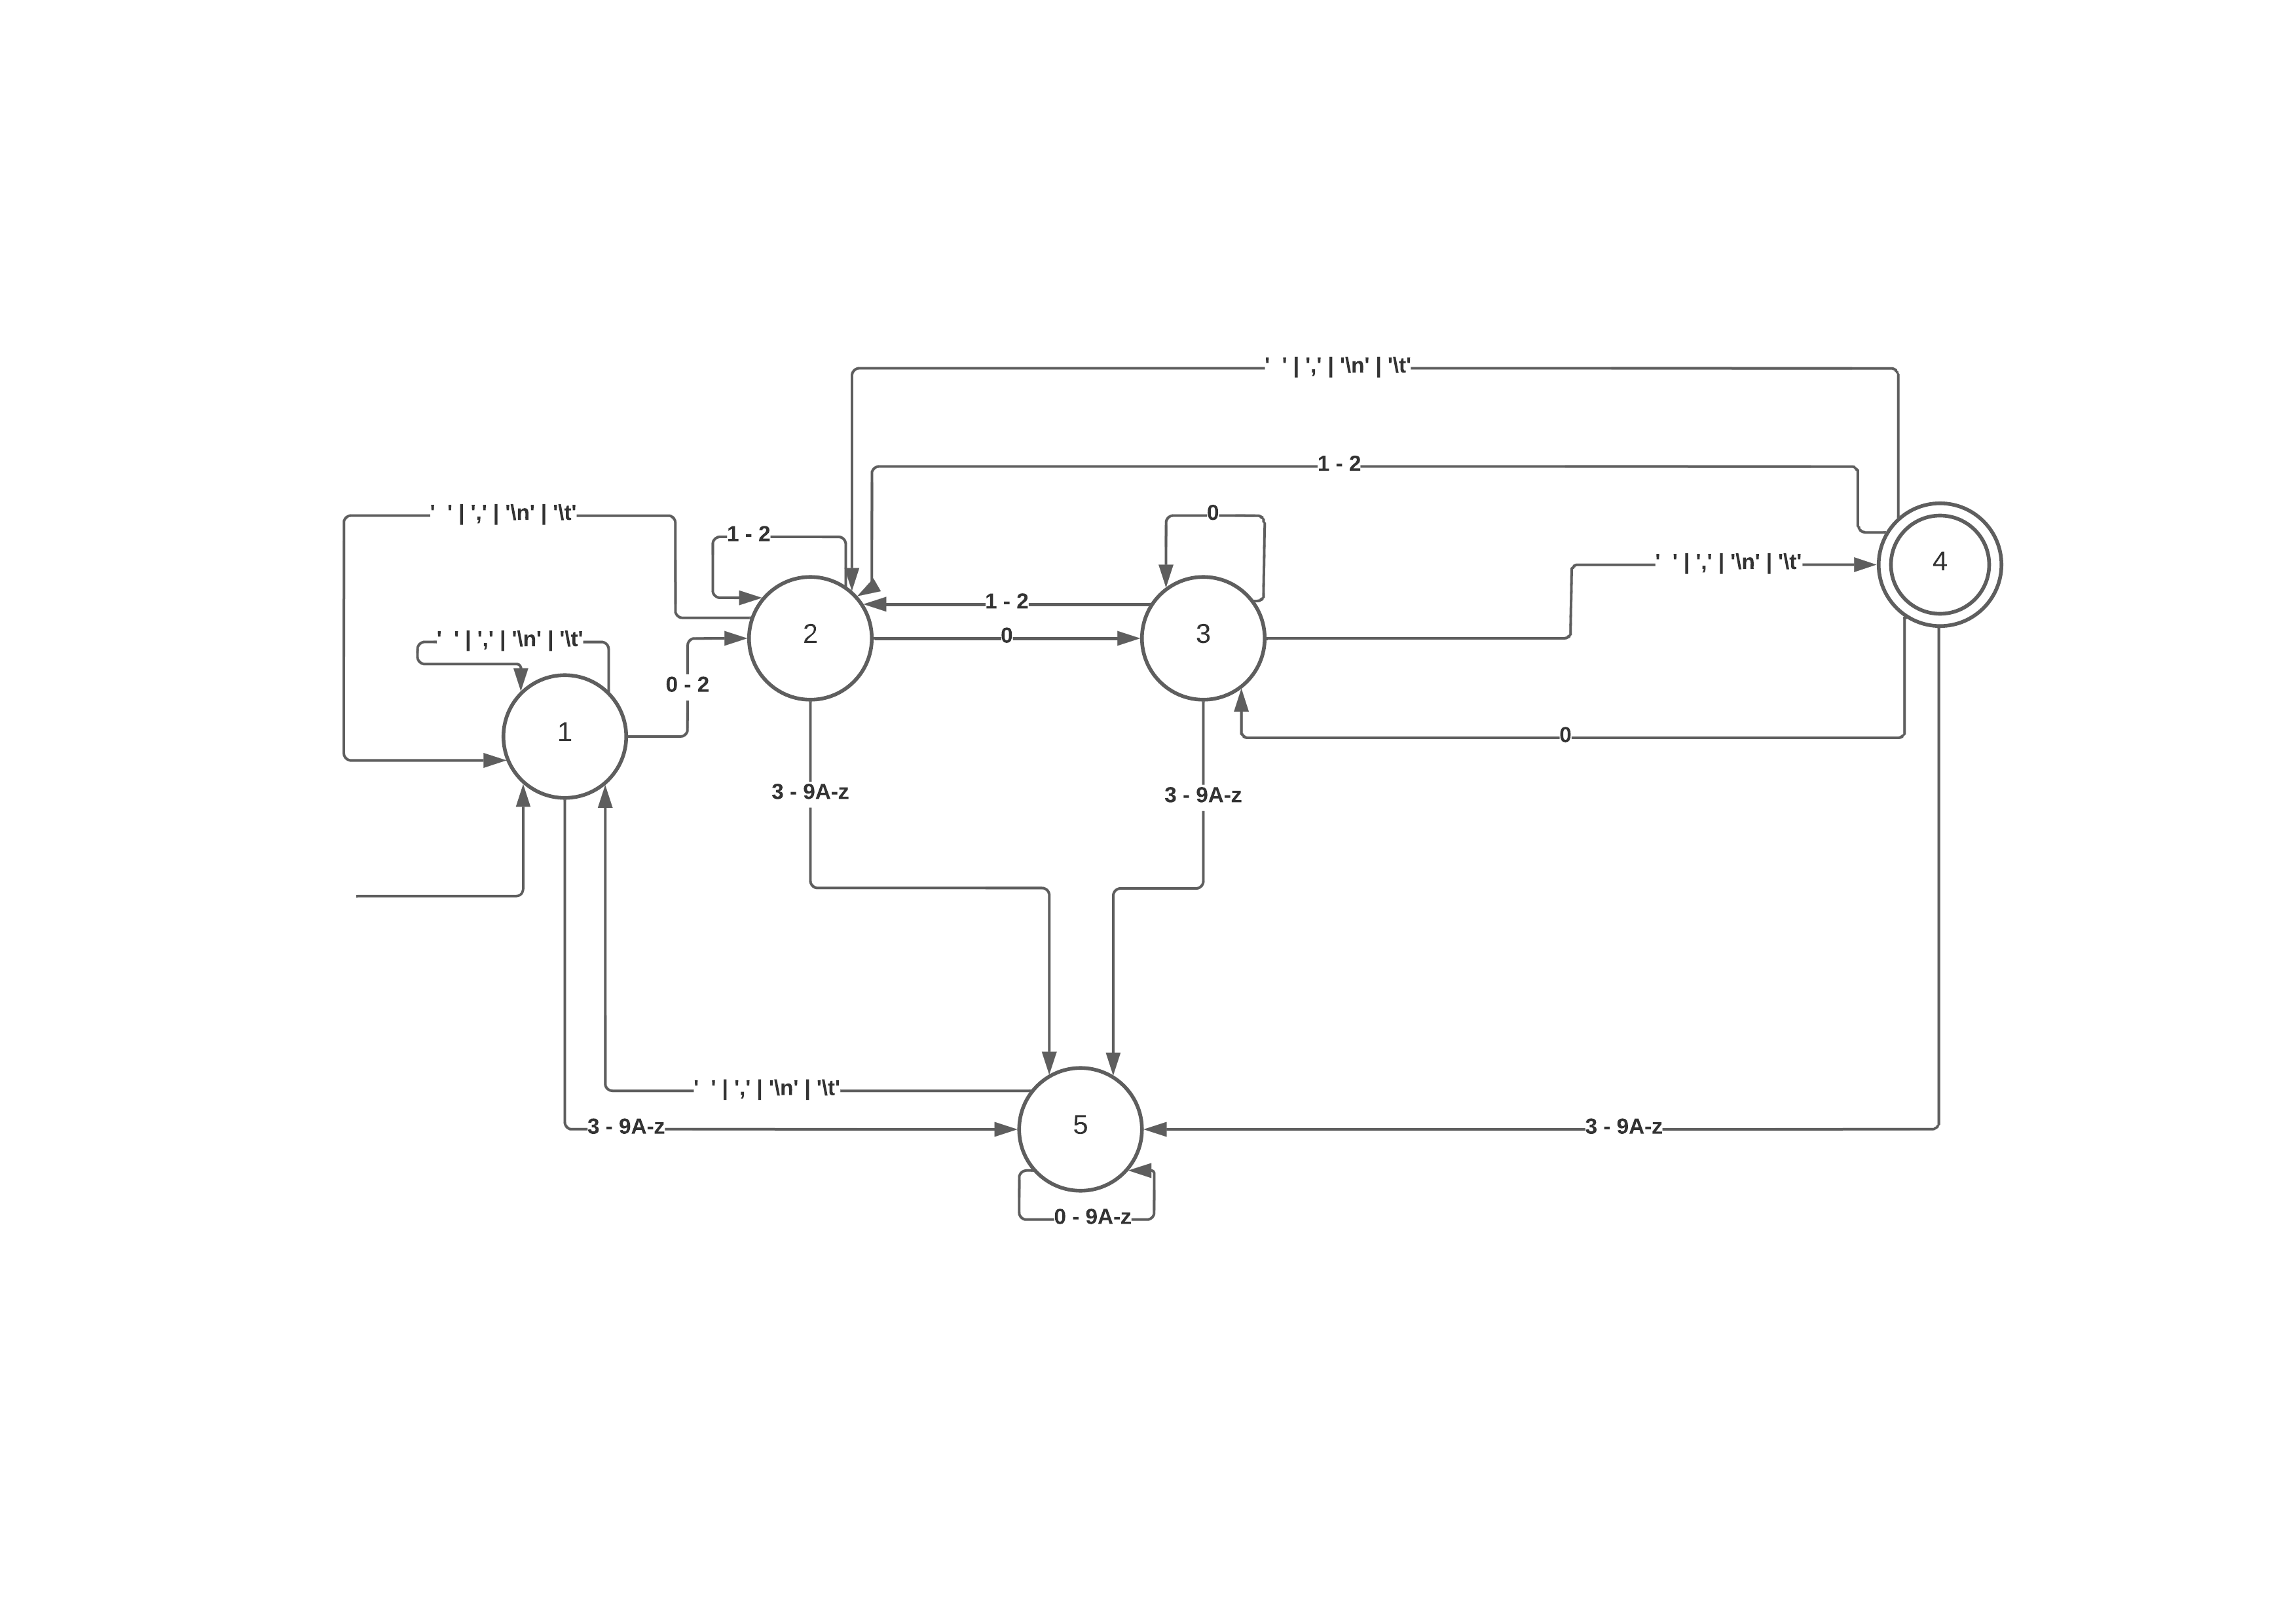 ' ' | ',' | '\n' | '\t'
1 - 2
' ' | ',' | '\n' | '\t'
0
1 - 2
' ' | ',' | '\n' | '\t'
4
1 - 2
2
0
3
' ' | ',' | '\n' | '\t'
0 - 2
1
0
3 - 9A-z
3 - 9A-z
' ' | ',' | '\n' | '\t'
3 - 9A-z
5
3 - 9A-z
0 - 9A-z